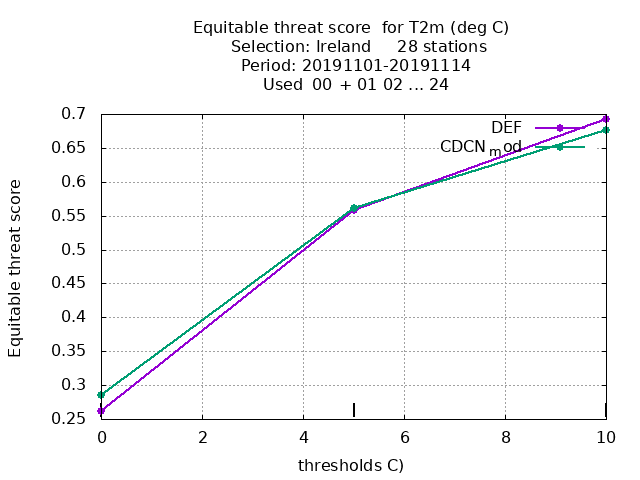 Equitable threat score for T2m (deg C)
Selection: Ireland 28 stations
Period: 20191101-20191114
Used 00 + 01 02 ... 24
0.7
0.65
0.6
0.55
0.5
0.45
0.4
0.35
0.3
0.25
Equitable threat score
DEF
CDCNmod
0 2 4 6 8 10
thresholds C)